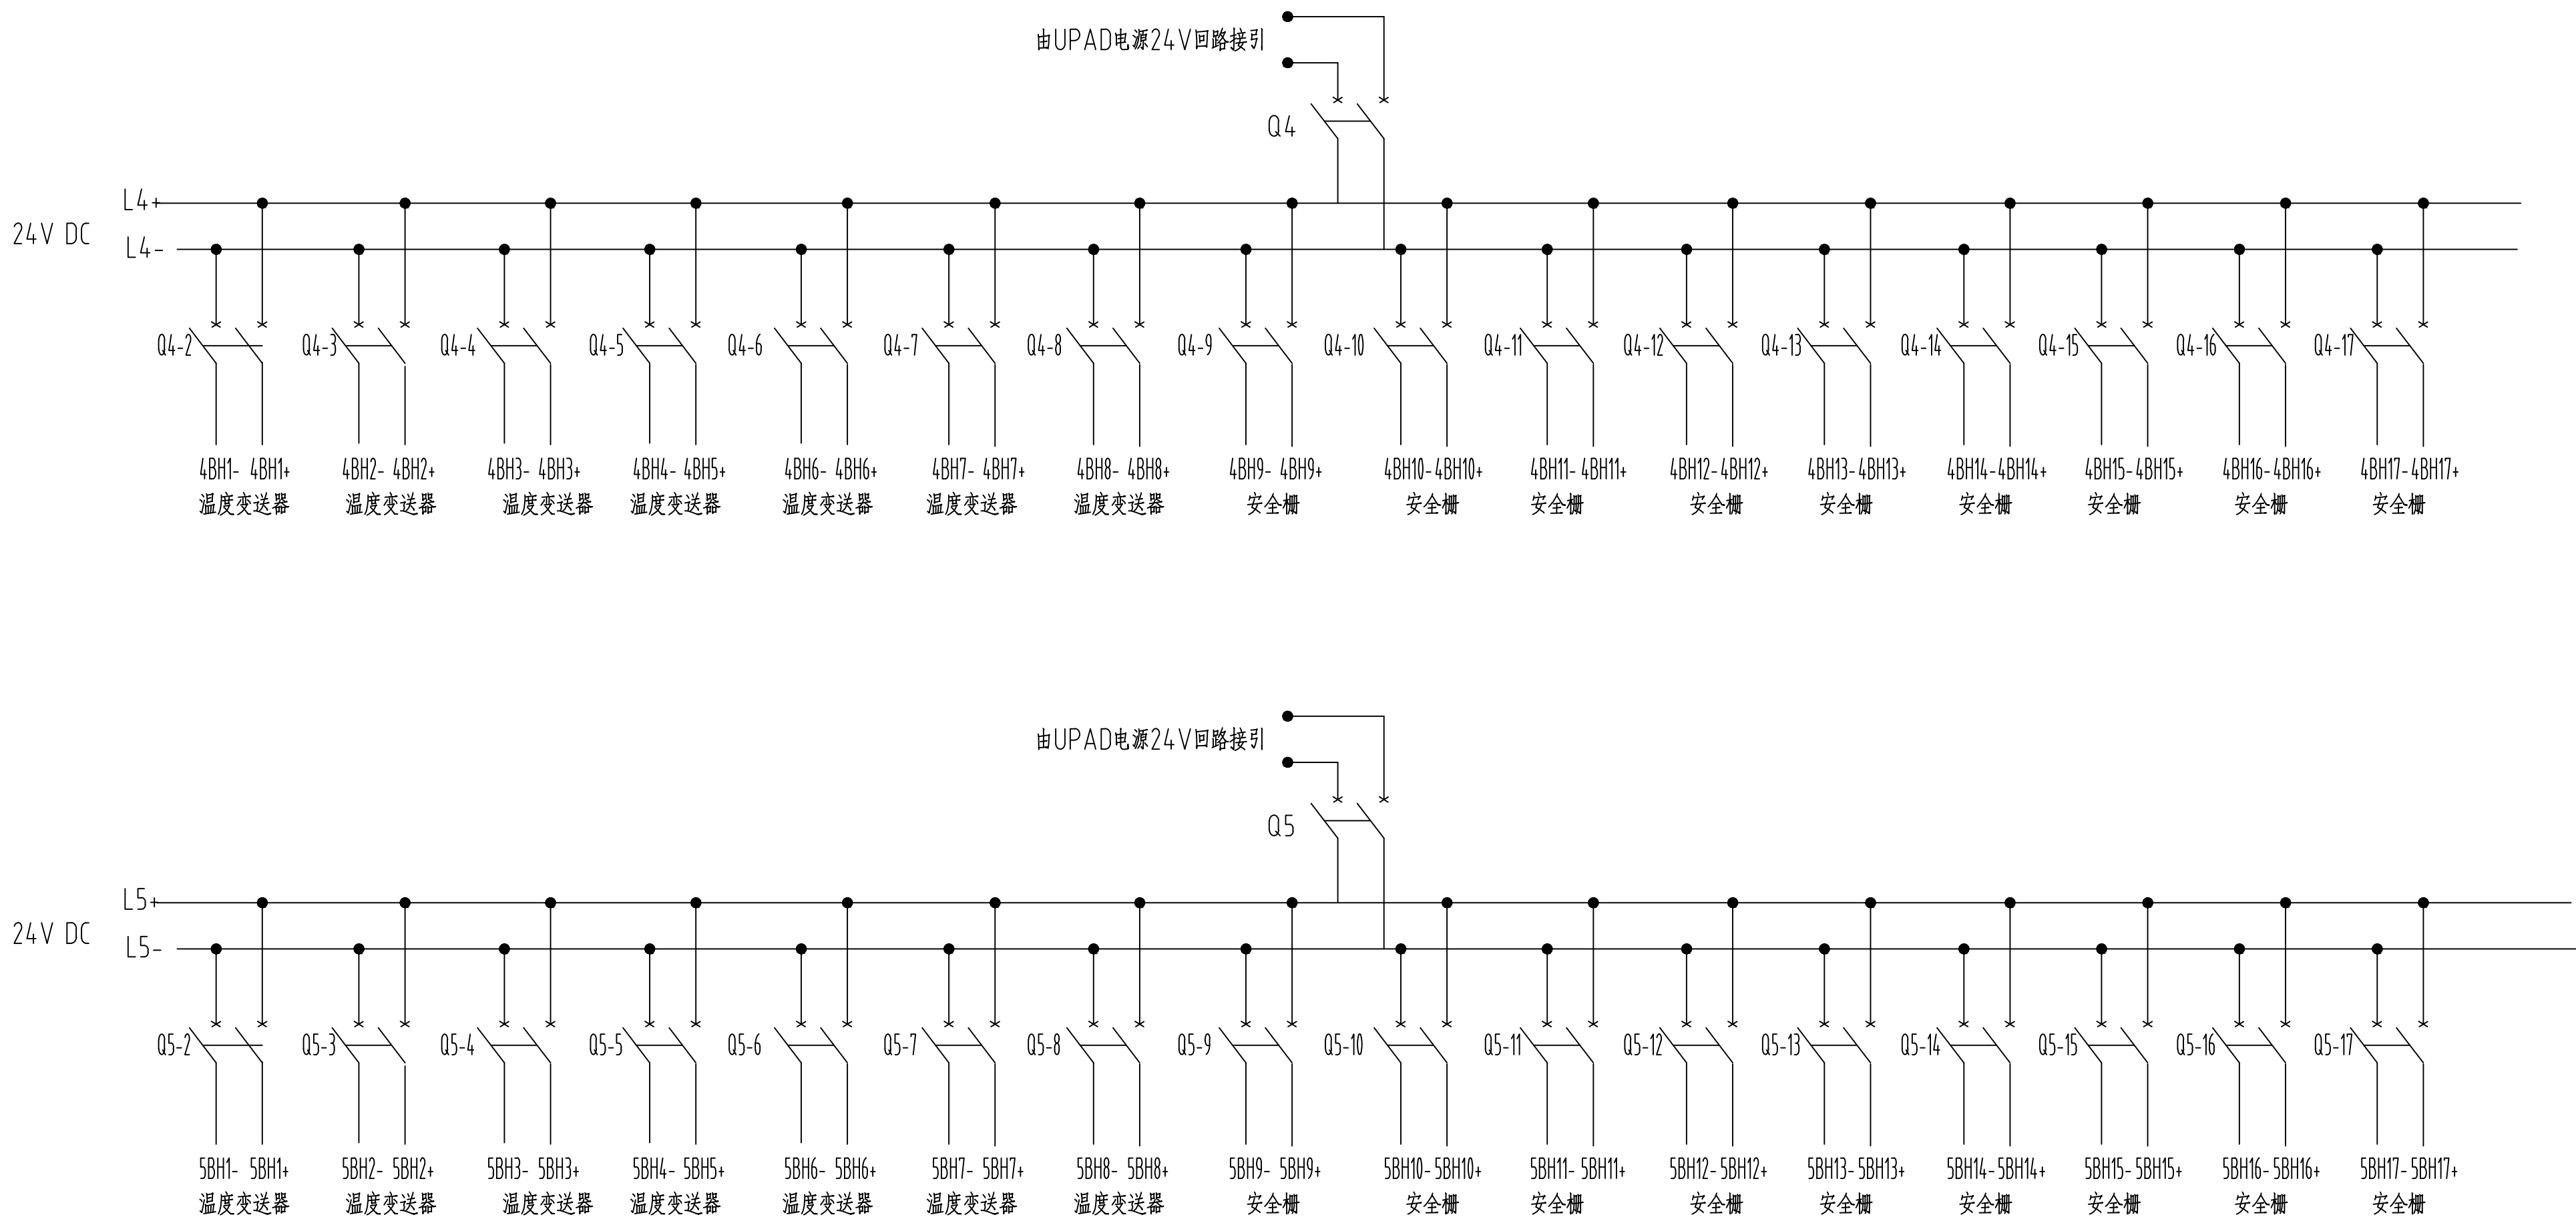 由UPAD电源24V回路接引
Q4
L4+
24V DC
L4-
Q4-2 Q4-3 Q4-4 Q4-5 Q4-6 Q4-7 Q4-8 Q4-9 Q4-10 Q4-11 Q4-12 Q4-13 Q4-14 Q4-15 Q4-16 Q4-17
4BH1- 4BH1+ 4BH2- 4BH2+ 4BH3- 4BH3+ 4BH4- 4BH5+ 4BH6- 4BH6+ 4BH7- 4BH7+ 4BH8- 4BH8+ 4BH9- 4BH9+ 4BH10-4BH10+ 4BH11-4BH11+ 4BH12-4BH12+ 4BH13-4BH13+ 4BH14-4BH14+ 4BH15-4BH15+ 4BH16-4BH16+ 4BH17-4BH17+
温度变送器 温度变送器 温度变送器 温度变送器 温度变送器 温度变送器 温度变送器 安全栅 安全栅 安全栅 安全栅 安全栅 安全栅 安全栅 安全栅 安全栅
由UPAD电源24V回路接引
Q5
L5+
24V DC
L5-
Q5-2 Q5-3 Q5-4 Q5-5 Q5-6 Q5-7 Q5-8 Q5-9 Q5-10 Q5-11 Q5-12 Q5-13 Q5-14 Q5-15 Q5-16 Q5-17
5BH1- 5BH1+ 5BH2- 5BH2+ 5BH3- 5BH3+ 5BH4- 5BH5+ 5BH6- 5BH6+ 5BH7- 5BH7+ 5BH8- 5BH8+ 5BH9- 5BH9+ 5BH10-5BH10+ 5BH11-5BH11+ 5BH12-5BH12+ 5BH13-5BH13+ 5BH14-5BH14+ 5BH15-5BH15+ 5BH16-5BH16+ 5BH17-5BH17+
温度变送器 温度变送器 温度变送器 温度变送器 温度变送器 温度变送器 温度变送器 安全栅 安全栅 安全栅 安全栅 安全栅 安全栅 安全栅 安全栅 安全栅